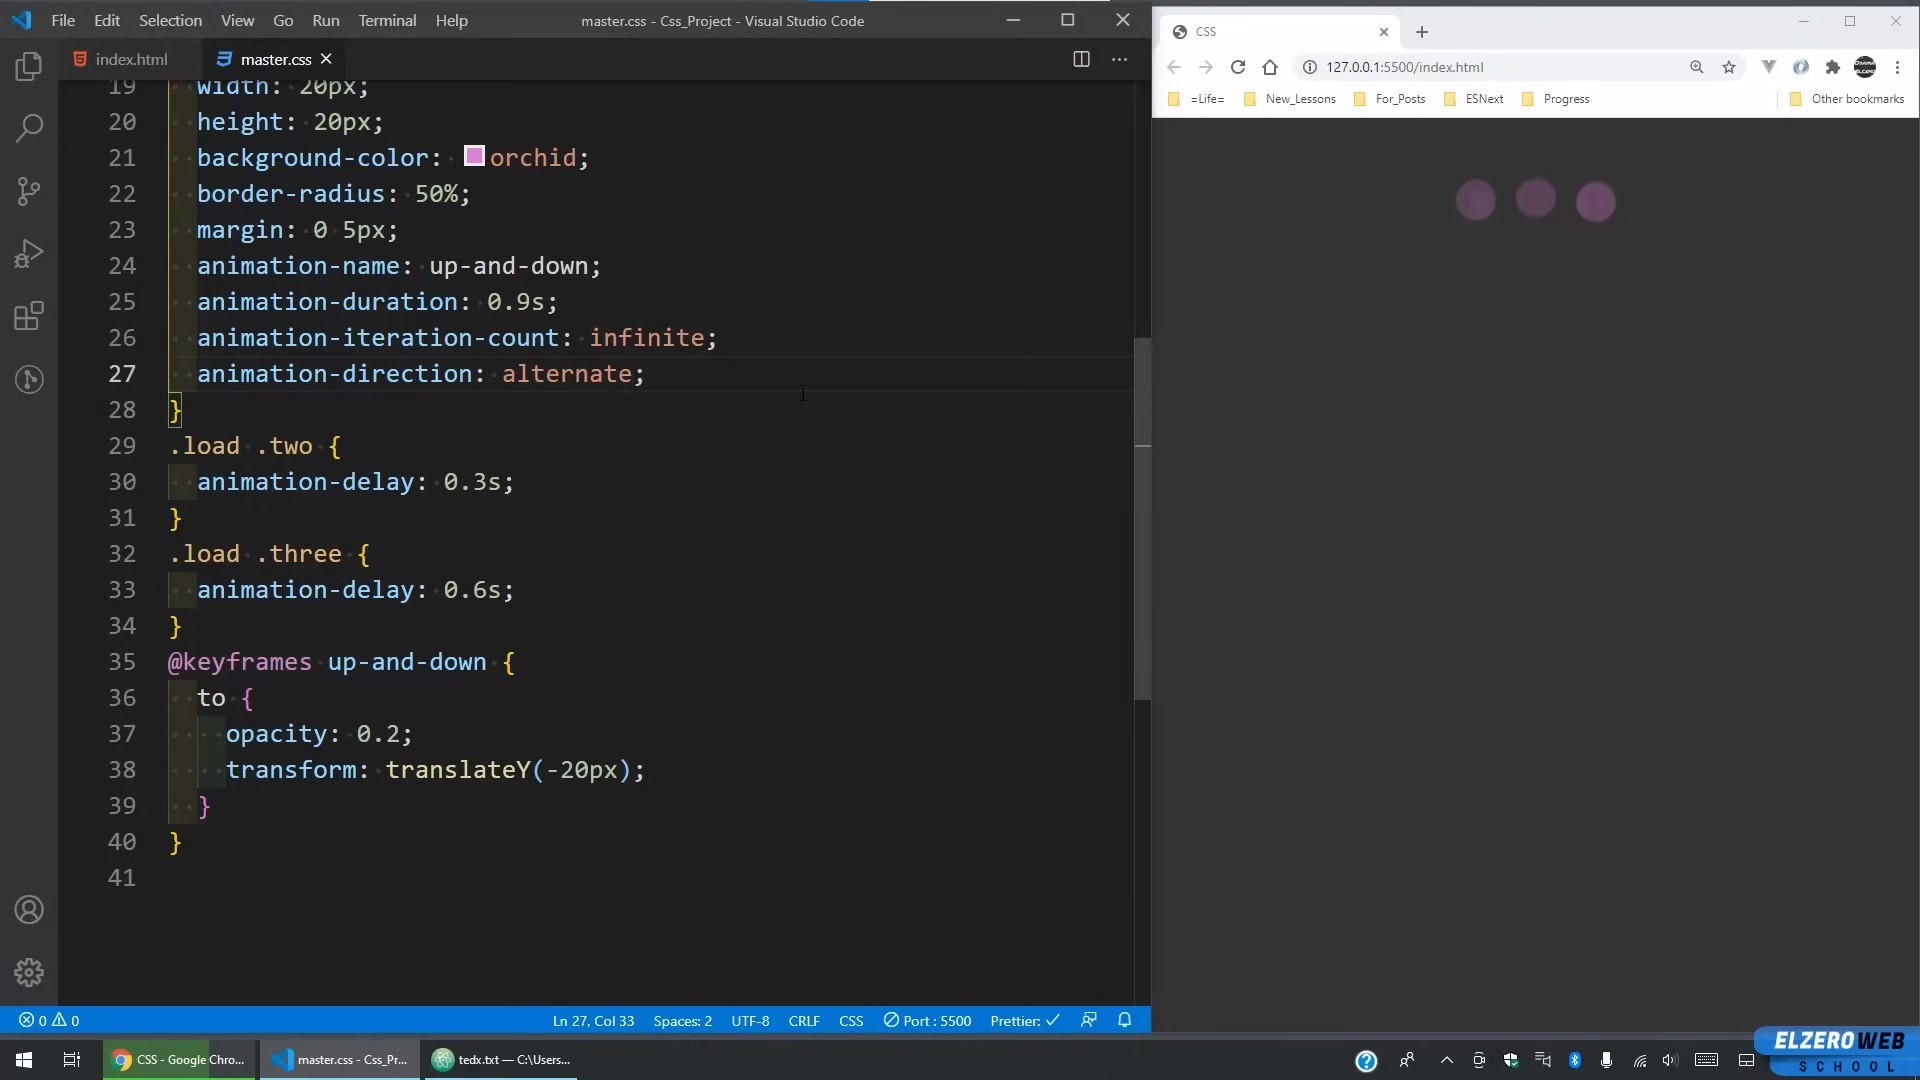 File Edit Selection View Go Run Terminal Help
master.css - Css_Project - Visual Studio Code
index.html
master.css
19 width: 20px;
20 height: 20px;
21 background-color: orchid;
22 border-radius: 50%;
23 margin: 0 5px;
24 animation-name: up-and-down;
25 animation-duration: 0.9s;
26 animation-iteration-count: infinite;
27 animation-direction: alternate;
28 }
29 .load .two {
30 animation-delay: 0.3s;
31 }
32 .load .three {
33 animation-delay: 0.6s;
34 }
35 @keyframes up-and-down {
36 to {
37 opacity: 0.2;
38 transform: translateY(-20px);
39 }
40 }
41
0 0
Ln 27, Col 33 Spaces: 2 UTF-8 CRLF CSS Port : 5500 Prettier:
CSS
127.0.0.1:5500/index.html
=Life= New_Lessons For_Posts ESNext Progress Other bookmarks
CSS - Google Chro...
master.css - Css_Pr...
tedx.txt — C:\Users...
ELZEROWEB
SCHOOL